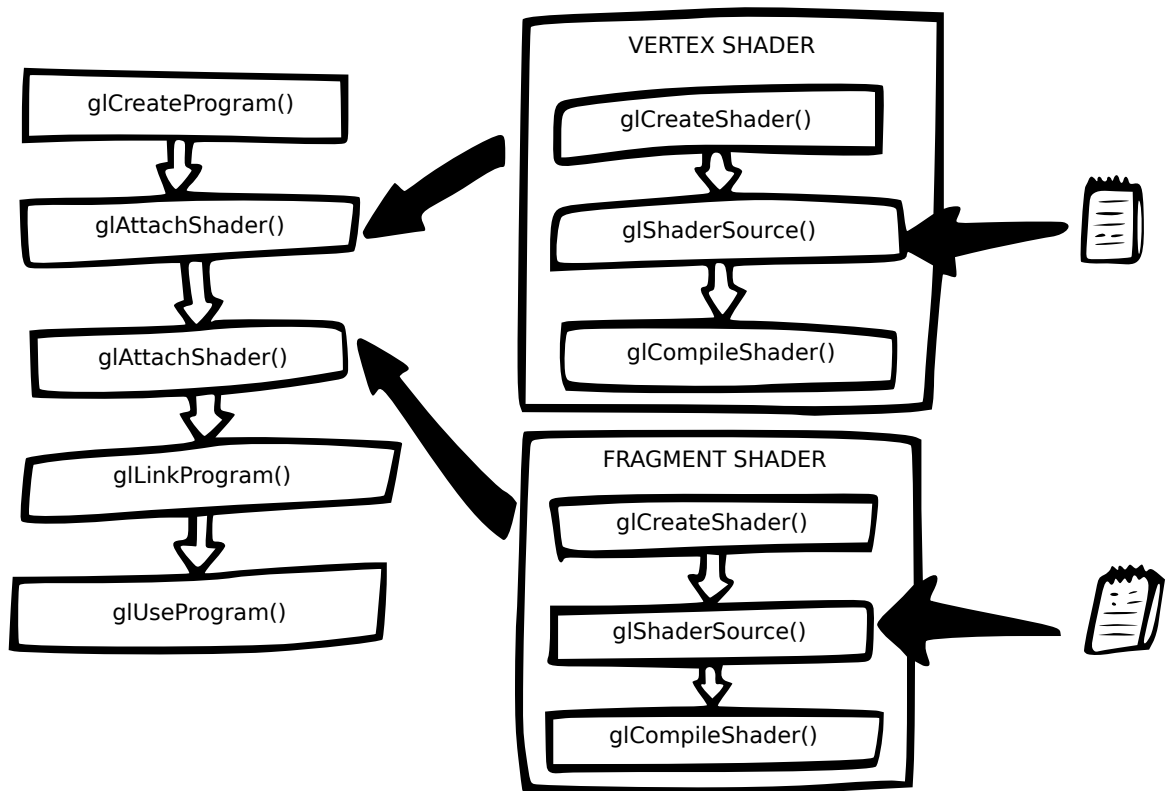 glCreateProgram()
glAttachShader()
glAttachShader()
glLinkProgram()
glUseProgram()
VERTEX SHADER
glCreateShader()
glShaderSource()
glCompileShader()
FRAGMENT SHADER
glCreateShader()
glShaderSource()
glCompileShader()